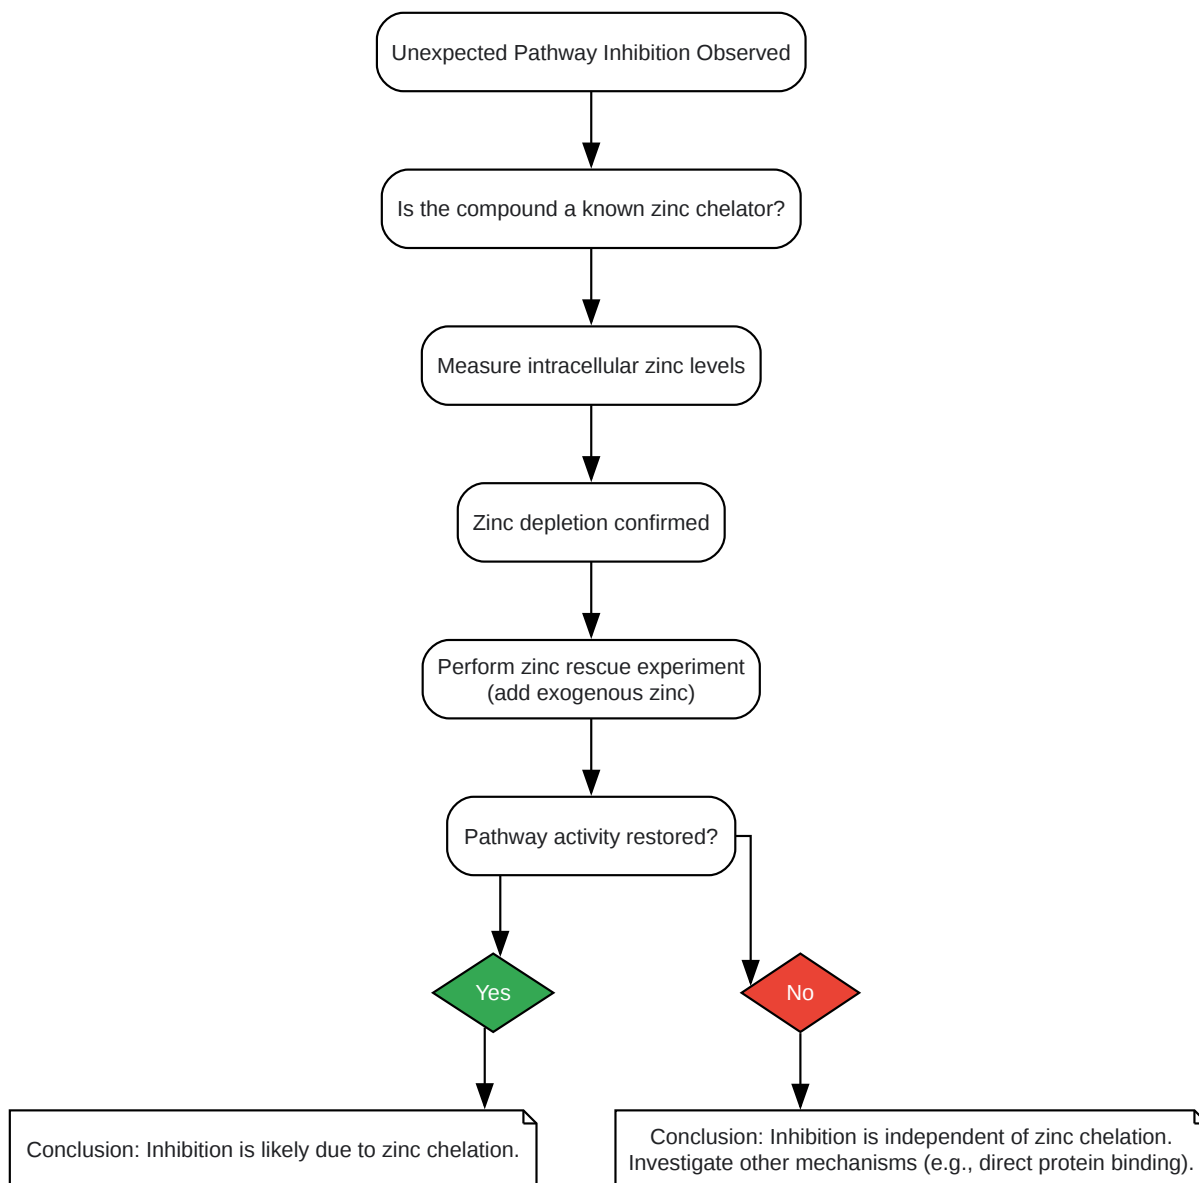 Unexpected Pathway Inhibition Observed
Is the compound a known zinc chelator?
Measure intracellular zinc levels
Zinc depletion confirmed
Perform zinc rescue experiment
(add exogenous zinc)
Pathway activity restored?
Yes
No
Conclusion: Inhibition is likely due to zinc chelation.
Conclusion: Inhibition is independent of zinc chelation.
Investigate other mechanisms (e.g., direct protein binding).